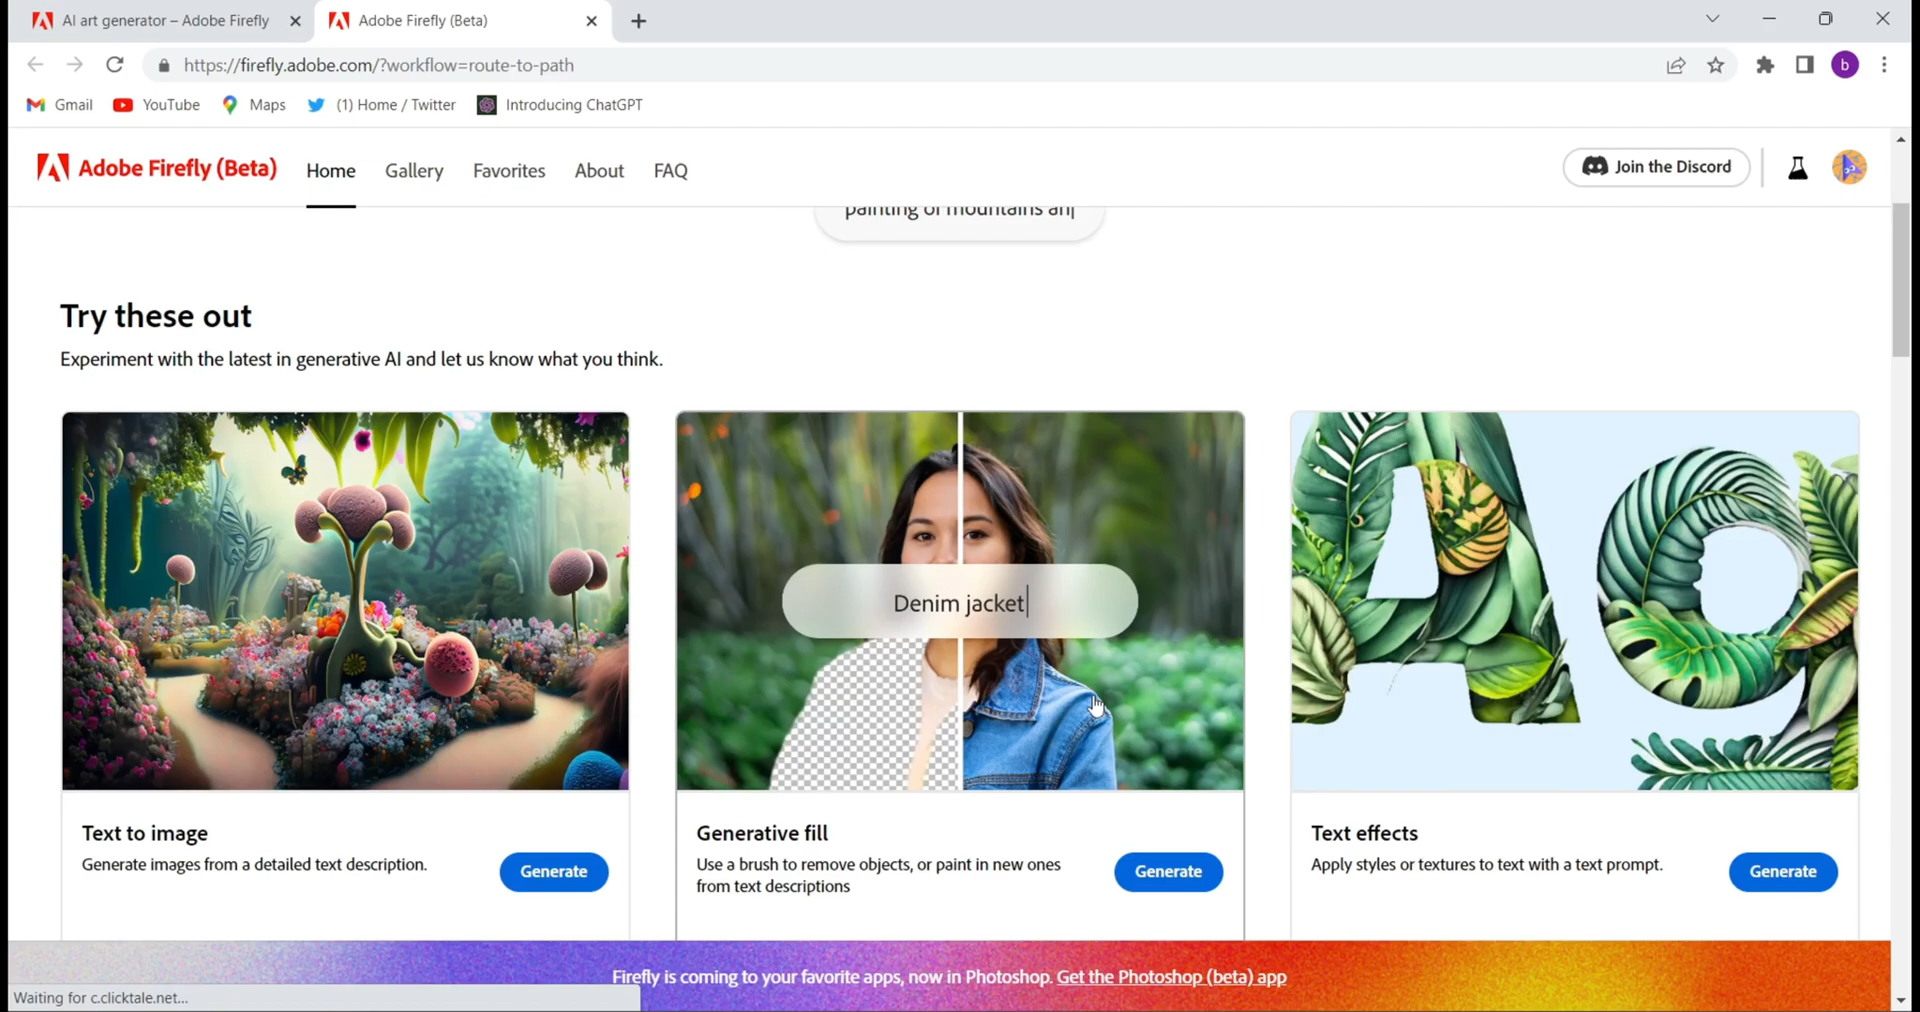 AI art generator – Adobe Firefly
Adobe Firefly (Beta)
https://firefly.adobe.com/?workflow=route-to-path
b
Gmail
YouTube
Maps
(1) Home / Twitter
Introducing ChatGPT
Adobe Firefly (Beta)
Home
Gallery
Favorites
About
FAQ
Join the Discord
painting of mountains an
Try these out
Experiment with the latest in generative AI and let us know what you think.
Denim jacket
Ag
Text to image
Generate images from a detailed text description.
Generate
Generative fill
Use a brush to remove objects, or paint in new ones
from text descriptions
Generate
Text effects
Apply styles or textures to text with a text prompt.
Generate
Firefly is coming to your favorite apps, now in Photoshop. Get the Photoshop (beta) app
Waiting for c.clicktale.net...